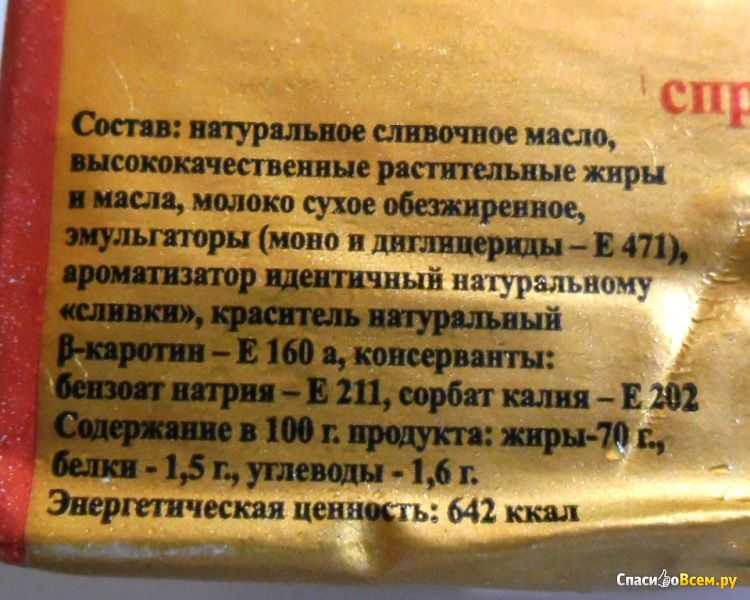 спр
Состав: натуральное сливочное масло,
высококачественные растительные жиры
и масла, молоко сухое обезжиренное,
эмульгаторы (моно и диглицериды – Е 471),
ароматизатор идентичный натуральному
«сливки», краситель натуральный
β-каротин – Е 160 а, консерванты:
бензоат натрия – Е 211, сорбат калия – Е 202
Содержание в 100 г. продукта: жиры-70 г.,
белки - 1,5 г., углеводы - 1,6 г.
Энергетическая ценность: 642 ккал
СпасибоВсем.ру